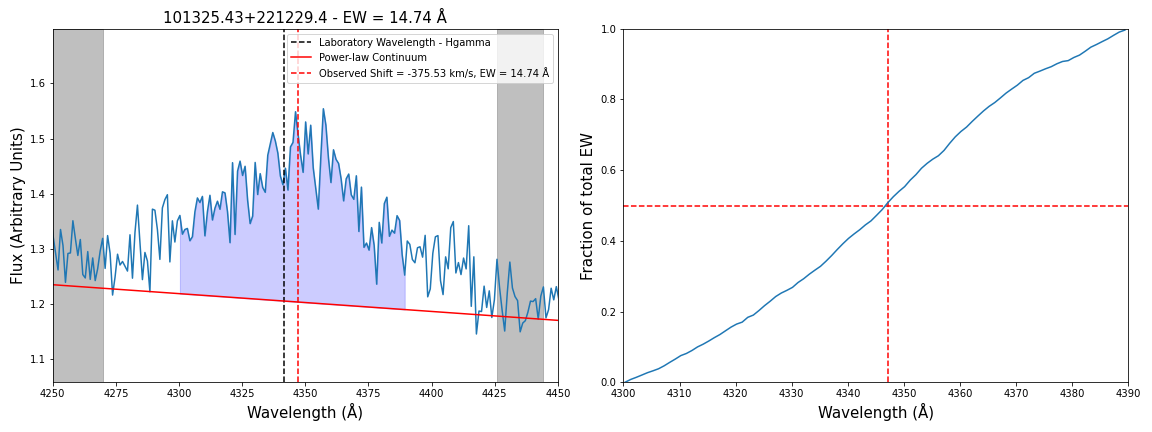 101325.43+221229.4 - EW = 14.74 Å
Laboratory Wavelength - Hgamma
Power-law Continuum
Observed Shift = -375.53 km/s, EW = 14.74 Å
Flux (Arbitrary Units)
1.6
1.5
1.4
1.3
1.2
1.1
4250 4275 4300 4325 4350 4375 4400 4425 4450
Wavelength (Å)
Fraction of total EW
1.0
0.8
0.6
0.4
0.2
0.0
4300 4310 4320 4330 4340 4350 4360 4370 4380 4390
Wavelength (Å)